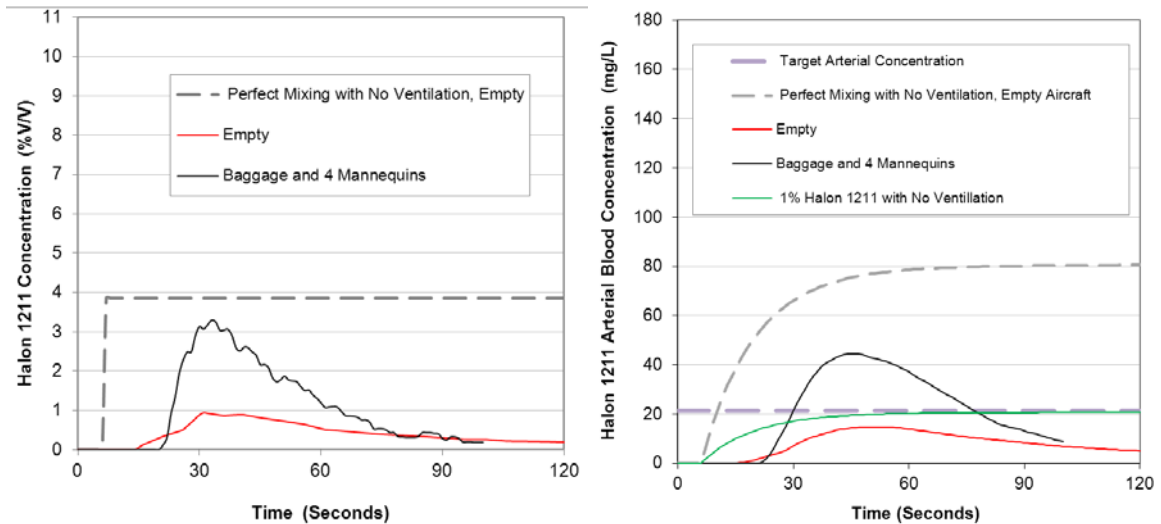 Halon 1211 Concentration (%V/V)
11
10
9
8
7
6
5
4
3
2
1
0
Perfect Mixing with No Ventilation, Empty
Empty
Baggage and 4 Mannequins
0
30
60
90
120
Time (Seconds)
Halon 1211 Arterial Blood Concentration (mg/L)
180
160
140
120
100
80
60
40
20
0
Target Arterial Concentration
Perfect Mixing with No Ventilation, Empty Aircraft
Empty
Baggage and 4 Mannequins
1% Halon 1211 with No Ventillation
0
30
60
90
120
Time (Seconds)